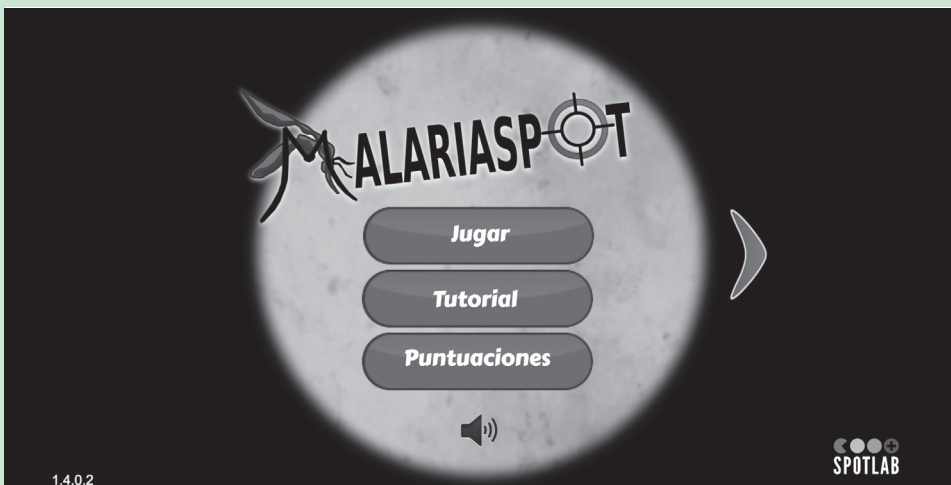 MALARIASPOT
Jugar
Tutorial
Puntuaciones
SPOTLAB
1.4.0.2